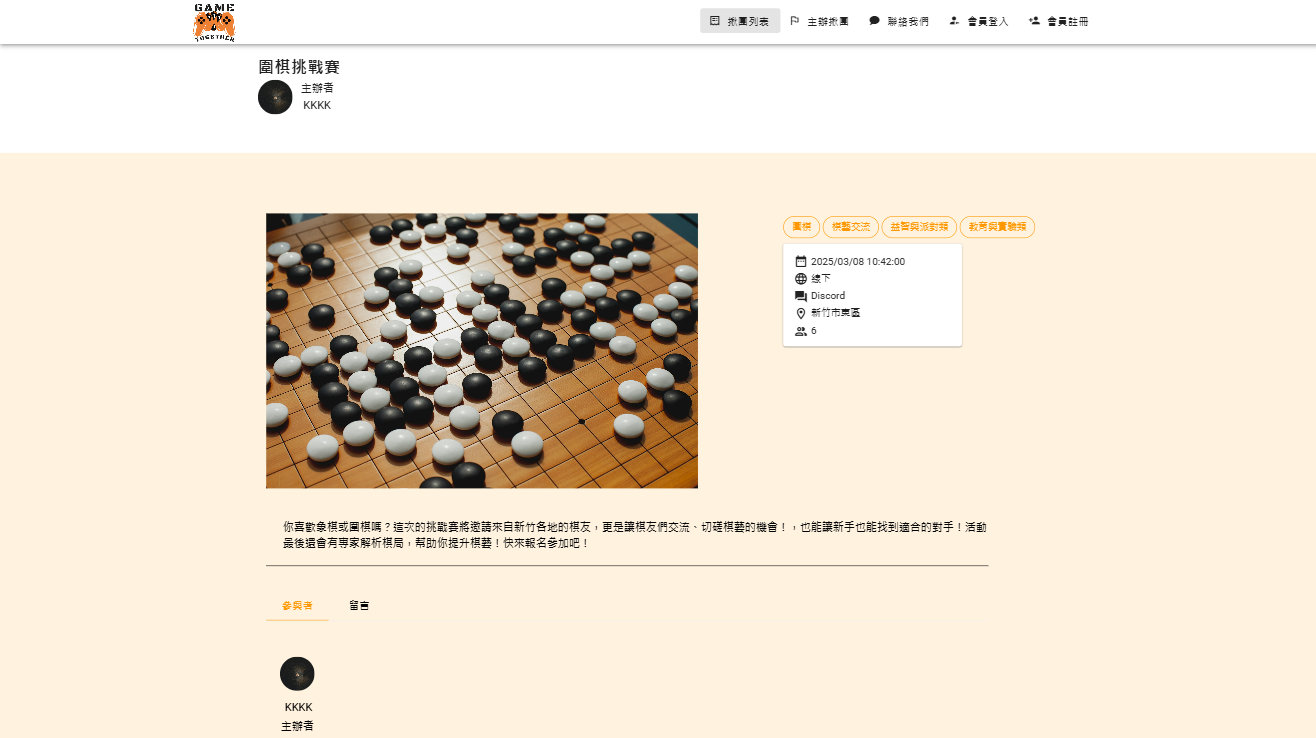 GAME
TOGETHER
揪團列表
主辦揪團
聯絡我們
會員登入
會員註冊
圍棋挑戰賽
主辦者
KKKK
圍棋
棋藝交流
益智與派對類
教育與實驗類
2025/03/08 10:42:00
線下
Discord
新竹市東區
6
你喜歡象棋或圍棋嗎？這次的挑戰賽將邀請來自新竹各地的棋友，更是讓棋友們交流、切磋棋藝的機會！，也能讓新手也能找到適合的對手！活動
最後還會有專家解析棋局，幫助你提升棋藝！快來報名參加吧！
參與者
留言
KKKK
主辦者